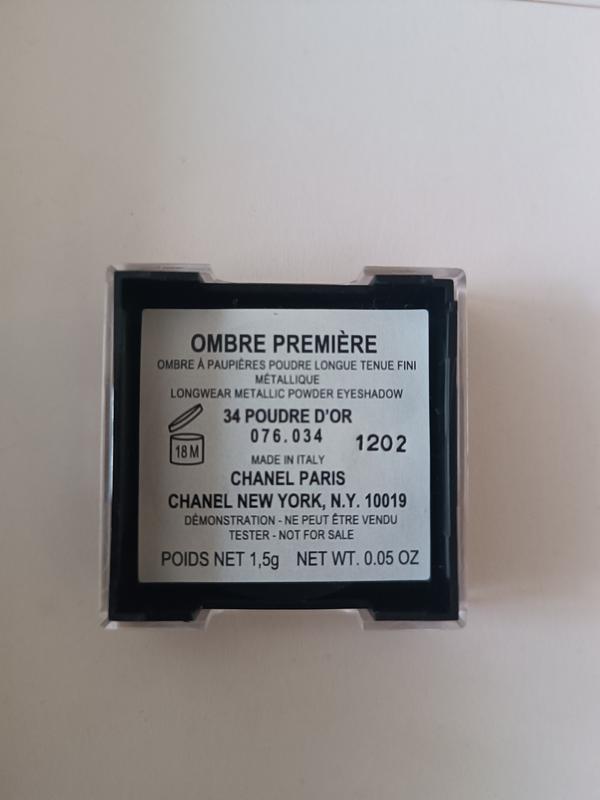 OMBRE PREMIÈRE
OMBRE À PAUPIÈRES POUDRE LONGUE TENUE FINI
MÉTALLIQUE
LONGWEAR METALLIC POWDER EYESHADOW
34 POUDRE D'OR
076.034
1202
18 M
MADE IN ITALY
CHANEL PARIS
CHANEL NEW YORK, N.Y. 10019
DÉMONSTRATION - NE PEUT ÊTRE VENDU
TESTER - NOT FOR SALE
POIDS NET 1,5g NET WT. 0.05 OZ